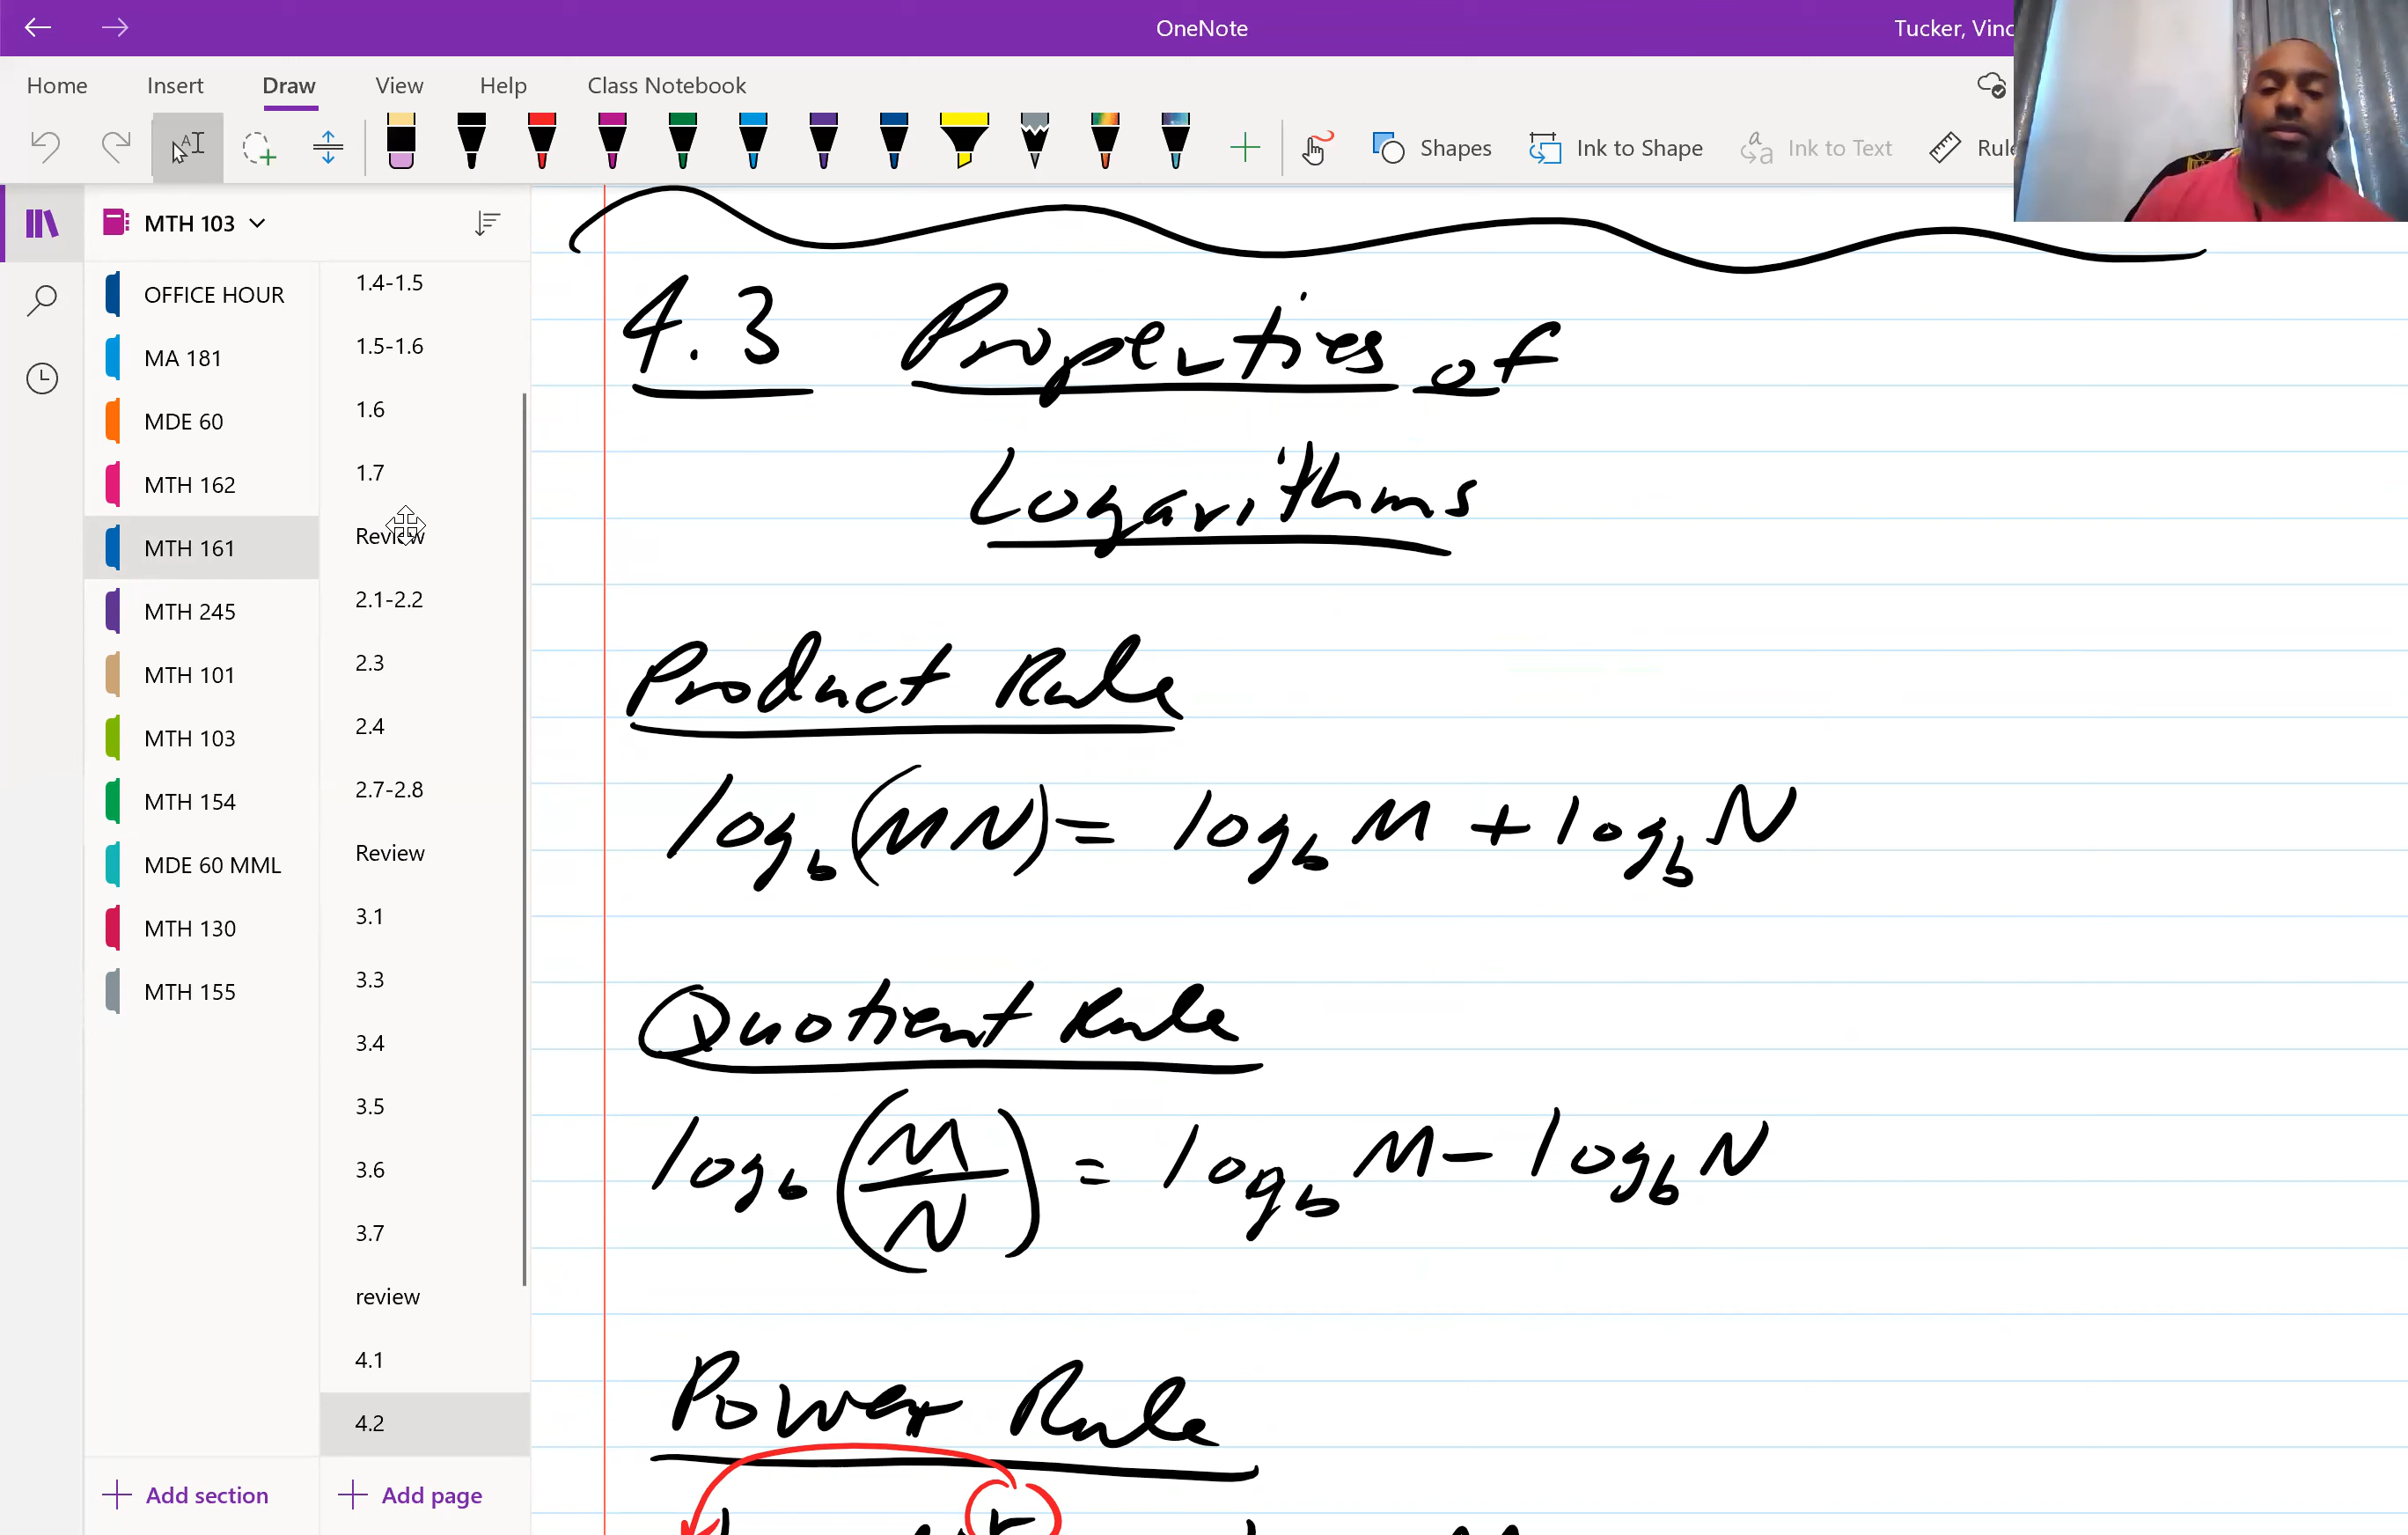 OneNote
Tucker, Vinc
Home Insert Draw View Help Class Notebook
Shapes Ink to Shape Ink to Text Rule
MTH 103
OFFICE HOUR
MA 181
MDE 60
MTH 162
MTH 161
MTH 245
MTH 101
MTH 103
MTH 154
MDE 60 MML
MTH 130
MTH 155
Add section
1.4-1.5
1.5-1.6
1.6
1.7
Review
2.1-2.2
2.3
2.4
2.7-2.8
Review
3.1
3.3
3.4
3.5
3.6
3.7
review
4.1
4.2
Add page
4.3 Properties of
Logarithms
Product Rule
log_b (MN) = log_b M + log_b N
Quotient Rule
log_b (M/N) = log_b M - log_b N
Power Rule